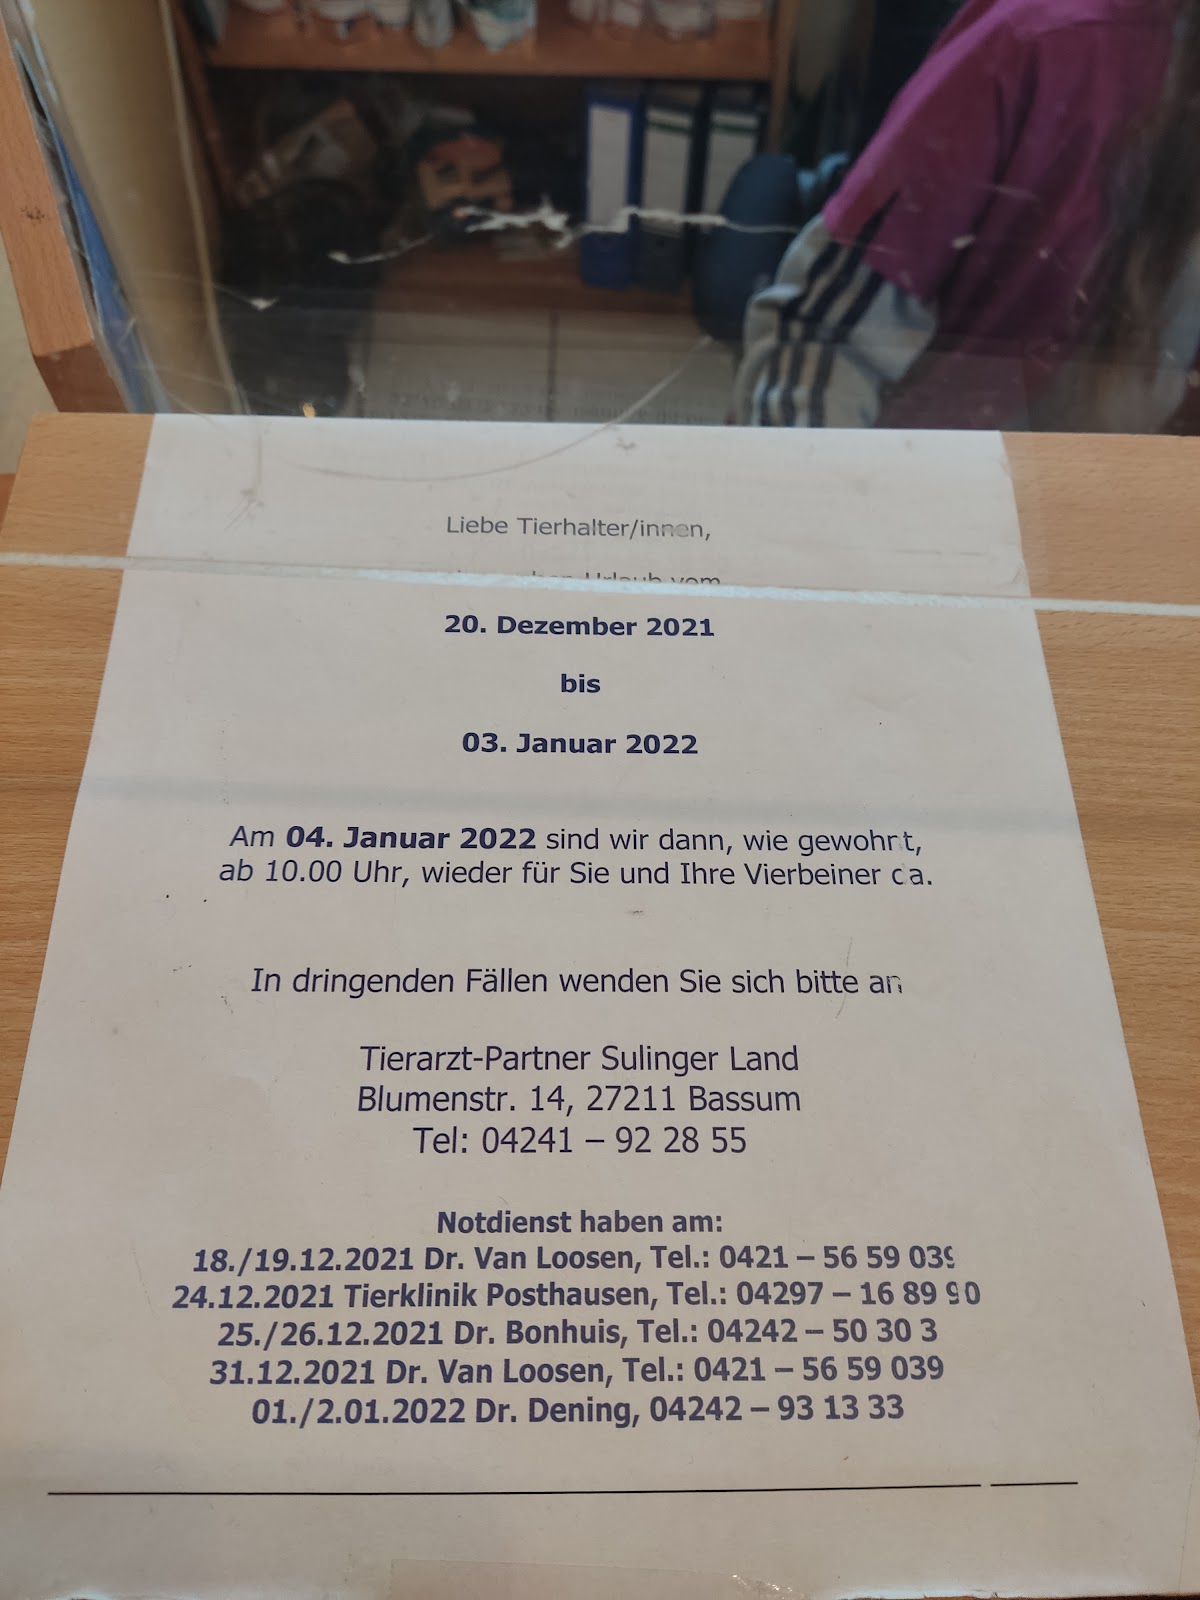 Liebe Tierhalter/innen,
Urlaub vom
20. Dezember 2021
bis
03. Januar 2022
Am 04. Januar 2022 sind wir dann, wie gewohnt,
ab 10.00 Uhr, wieder für Sie und Ihre Vierbeiner da.
In dringenden Fällen wenden Sie sich bitte an
Tierarzt-Partner Sulinger Land
Blumenstr. 14, 27211 Bassum
Tel: 04241 – 92 28 55
Notdienst haben am:
18./19.12.2021 Dr. Van Loosen, Tel.: 0421 – 56 59 039
24.12.2021 Tierklinik Posthausen, Tel.: 04297 – 16 89 90
25./26.12.2021 Dr. Bonhuis, Tel.: 04242 – 50 30 3
31.12.2021 Dr. Van Loosen, Tel.: 0421 – 56 59 039
01./2.01.2022 Dr. Dening, 04242 – 93 13 33